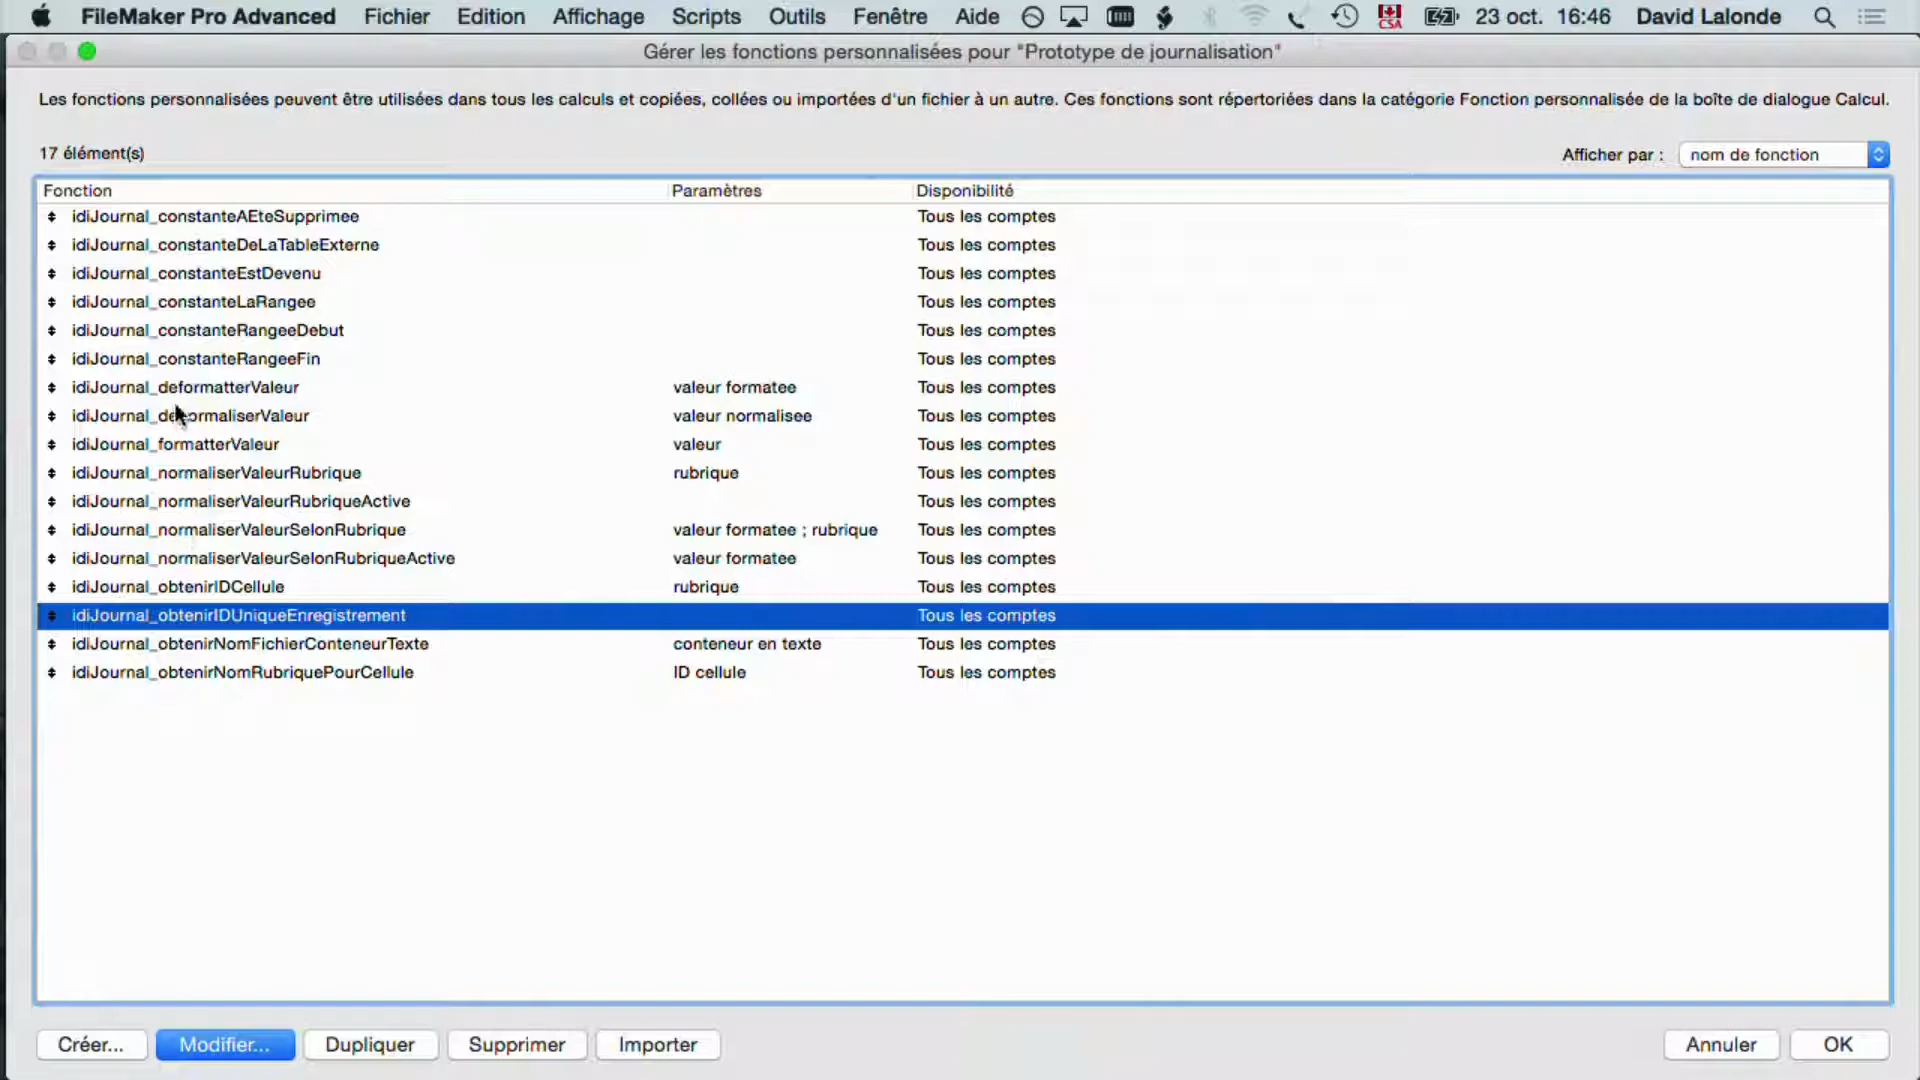 FileMaker Pro Advanced Fichier Edition Affichage Scripts Outils Fenêtre Aide CSA 23 oct. 16:46 David Lalonde
Gérer les fonctions personnalisées pour "Prototype de journalisation"
Les fonctions personnalisées peuvent être utilisées dans tous les calculs et copiées, collées ou importées d'un fichier à un autre. Ces fonctions sont répertoriées dans la catégorie Fonction personnalisée de la boîte de dialogue Calcul.
17 élément(s) Afficher par : nom de fonction
Fonction Paramètres Disponibilité
idiJournal_constanteAEteSupprimee Tous les comptes
idiJournal_constanteDeLaTableExterne Tous les comptes
idiJournal_constanteEstDevenu Tous les comptes
idiJournal_constanteLaRangee Tous les comptes
idiJournal_constanteRangeeDebut Tous les comptes
idiJournal_constanteRangeeFin Tous les comptes
idiJournal_deformatterValeur valeur formatee Tous les comptes
valeur normalisee Tous les comptes
idiJournal_formatterValeur valeur Tous les comptes
idiJournal_normaliserValeurRubrique rubrique Tous les comptes
idiJournal_normaliserValeurRubriqueActive Tous les comptes
idiJournal_normaliserValeurSelonRubrique valeur formatee ; rubrique Tous les comptes
idiJournal_normaliserValeurSelonRubriqueActive valeur formatee Tous les comptes
idiJournal_obtenirIDCellule rubrique Tous les comptes
idiJournal_obtenirIDUniqueEnregistrement Tous les comptes
idiJournal_obtenirNomFichierConteneurTexte conteneur en texte Tous les comptes
idiJournal_obtenirNomRubriquePourCellule ID cellule Tous les comptes
Créer... Modifier... Dupliquer Supprimer Importer Annuler OK